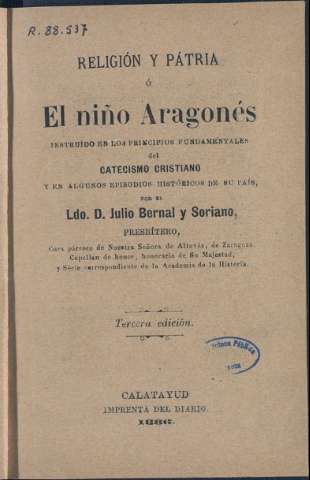 R. 88.537
RELIGIÓN Y PÁTRIA
ó
El niño Aragonés
INSTRUÍDO EN LOS PRINCIPIOS FUNDAMENTALES
del
CATECISMO CRISTIANO
Y EN ALGUNOS EPISODIOS HISTÓRICOS DE SU PAÍS,
POR EL
Ldo. D. Julio Bernal y Soriano,
PRESBÍTERO,
Cura párroco de Nuestra Señora de Altavás, de Zaragoza,
Capellán de honor, honorario de Su Majestad,
y Sócio correspondiente de la Academia de la Historia.
Tercera edición.
Pública
CALATAYUD
IMPRENTA DEL DIARIO.
1886.